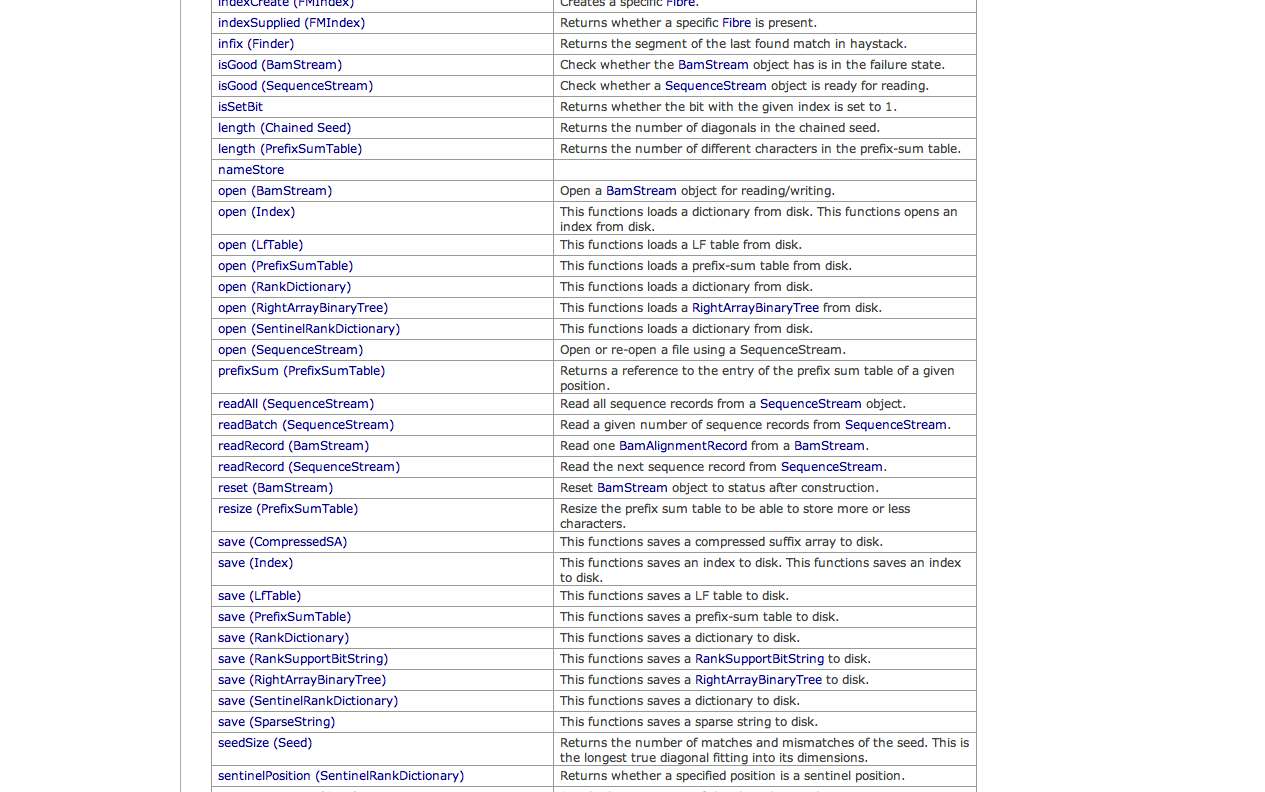 indexCreate (FMIndex) Creates a specific Fibre.
indexSupplied (FMIndex) Returns whether a specific Fibre is present.
infix (Finder) Returns the segment of the last found match in haystack.
isGood (BamStream) Check whether the BamStream object has is in the failure state.
isGood (SequenceStream) Check whether a SequenceStream object is ready for reading.
isSetBit Returns whether the bit with the given index is set to 1.
length (Chained Seed) Returns the number of diagonals in the chained seed.
length (PrefixSumTable) Returns the number of different characters in the prefix-sum table.
nameStore
open (BamStream) Open a BamStream object for reading/writing.
open (Index) This functions loads a dictionary from disk. This functions opens an
index from disk.
open (LfTable) This functions loads a LF table from disk.
open (PrefixSumTable) This functions loads a prefix-sum table from disk.
open (RankDictionary) This functions loads a dictionary from disk.
open (RightArrayBinaryTree) This functions loads a RightArrayBinaryTree from disk.
open (SentinelRankDictionary) This functions loads a dictionary from disk.
open (SequenceStream) Open or re-open a file using a SequenceStream.
prefixSum (PrefixSumTable) Returns a reference to the entry of the prefix sum table of a given
position.
readAll (SequenceStream) Read all sequence records from a SequenceStream object.
readBatch (SequenceStream) Read a given number of sequence records from SequenceStream.
readRecord (BamStream) Read one BamAlignmentRecord from a BamStream.
readRecord (SequenceStream) Read the next sequence record from SequenceStream.
reset (BamStream) Reset BamStream object to status after construction.
resize (PrefixSumTable) Resize the prefix sum table to be able to store more or less
characters.
save (CompressedSA) This functions saves a compressed suffix array to disk.
save (Index) This functions saves an index to disk. This functions saves an index
to disk.
save (LfTable) This functions saves a LF table to disk.
save (PrefixSumTable) This functions saves a prefix-sum table to disk.
save (RankDictionary) This functions saves a dictionary to disk.
save (RankSupportBitString) This functions saves a RankSupportBitString to disk.
save (RightArrayBinaryTree) This functions saves a RightArrayBinaryTree to disk.
save (SentinelRankDictionary) This functions saves a dictionary to disk.
save (SparseString) This functions saves a sparse string to disk.
seedSize (Seed) Returns the number of matches and mismatches of the seed. This is
the longest true diagonal fitting into its dimensions.
sentinelPosition (SentinelRankDictionary) Returns whether a specified position is a sentinel position.